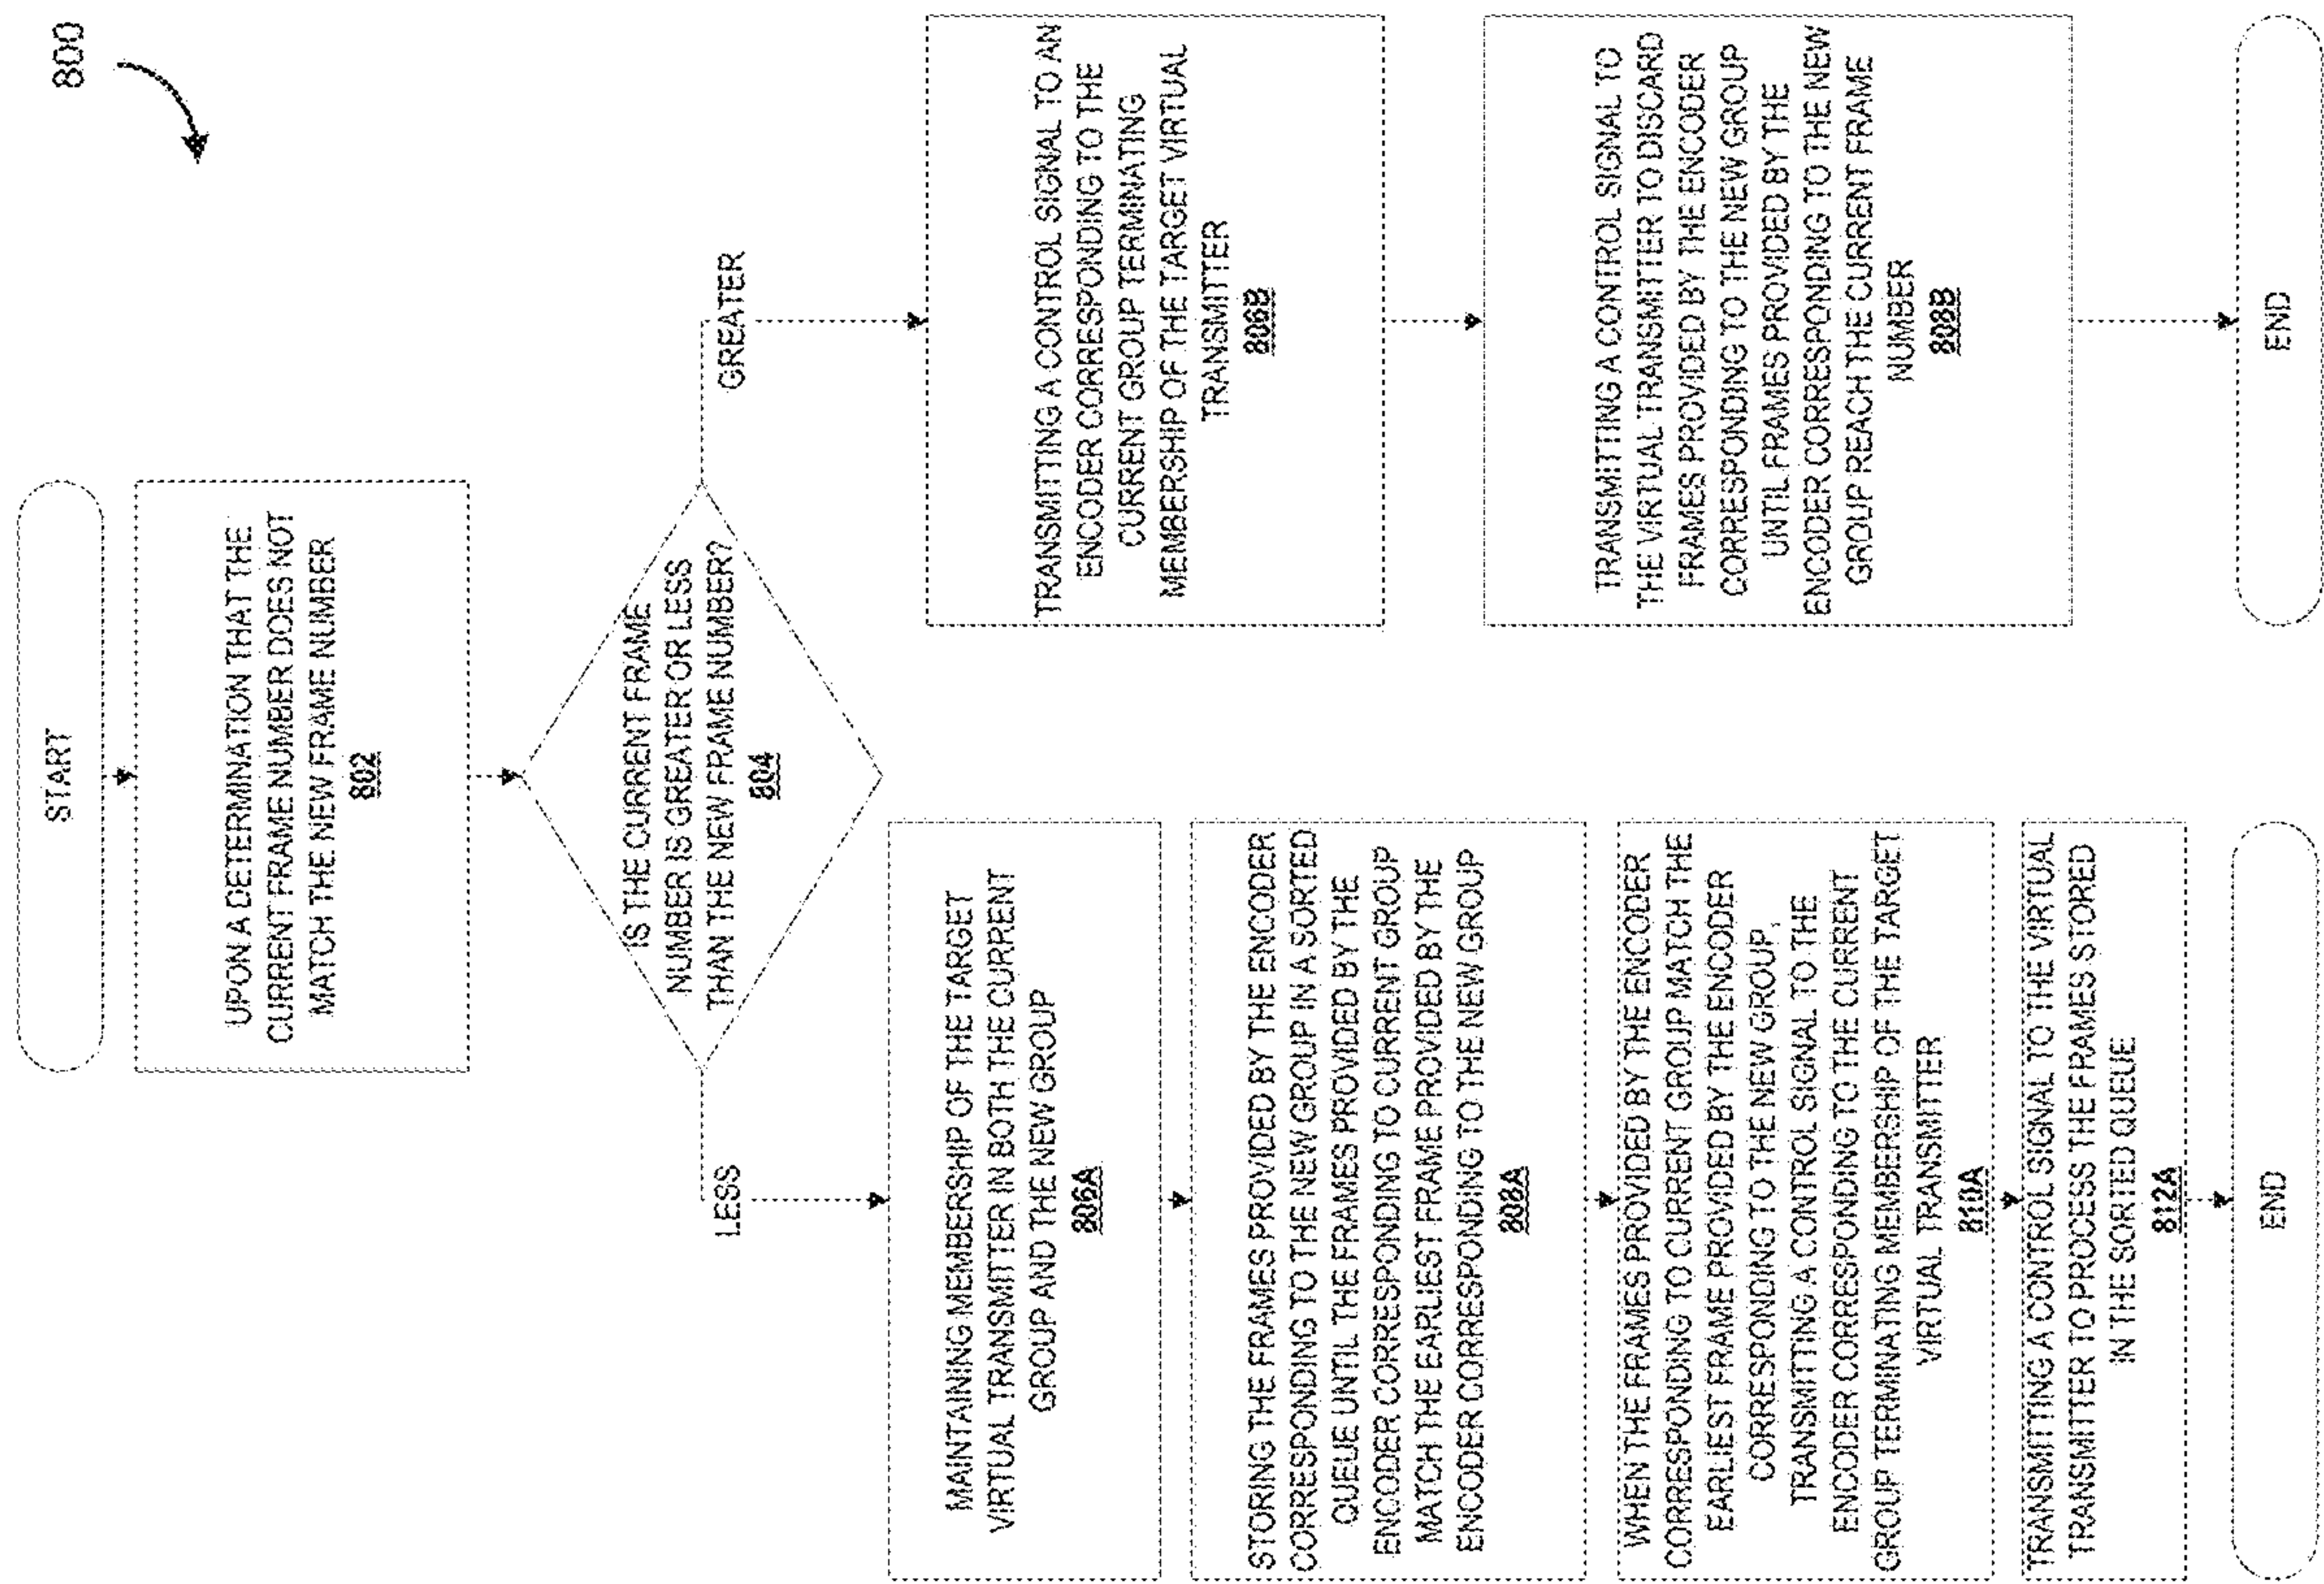 800
START
UPON A DETERMINATION THAT THE
CURRENT FRAME NUMBER DOES NOT
MATCH THE NEW FRAME NUMBER
802
IS THE CURRENT FRAME
NUMBER IS GREATER OR LESS
THAN THE NEW FRAME NUMBER?
804
LESS
GREATER
MAINTAINING MEMBERSHIP OF THE TARGET
VIRTUAL TRANSMITTER IN BOTH THE CURRENT
GROUP AND THE NEW GROUP
806A
STORING THE FRAMES PROVIDED BY THE ENCODER
CORRESPONDING TO THE NEW GROUP IN A SORTED
QUEUE UNTIL THE FRAMES PROVIDED BY THE
ENCODER CORRESPONDING TO CURRENT GROUP
MATCH THE EARLIEST FRAME PROVIDED BY THE
ENCODER CORRESPONDING TO THE NEW GROUP
808A
WHEN THE FRAMES PROVIDED BY THE ENCODER
CORRESPONDING TO CURRENT GROUP MATCH THE
EARLIEST FRAME PROVIDED BY THE ENCODER
CORRESPONDING TO THE NEW GROUP,
TRANSMITTING A CONTROL SIGNAL TO THE
ENCODER CORRESPONDING TO THE CURRENT
GROUP TERMINATING MEMBERSHIP OF THE TARGET
VIRTUAL TRANSMITTER
810A
TRANSMITTING A CONTROL SIGNAL TO THE VIRTUAL
TRANSMITTER TO PROCESS THE FRAMES STORED
IN THE SORTED QUEUE
812A
END
TRANSMITTING A CONTROL SIGNAL TO AN
ENCODER CORRESPONDING TO THE
CURRENT GROUP TERMINATING
MEMBERSHIP OF THE TARGET VIRTUAL
TRANSMITTER
806B
TRANSMITTING A CONTROL SIGNAL TO
THE VIRTUAL TRANSMITTER TO DISCARD
FRAMES PROVIDED BY THE ENCODER
CORRESPONDING TO THE NEW GROUP
UNTIL FRAMES PROVIDED BY THE
ENCODER CORRESPONDING TO THE NEW
GROUP REACH THE CURRENT FRAME
NUMBER
808B
END